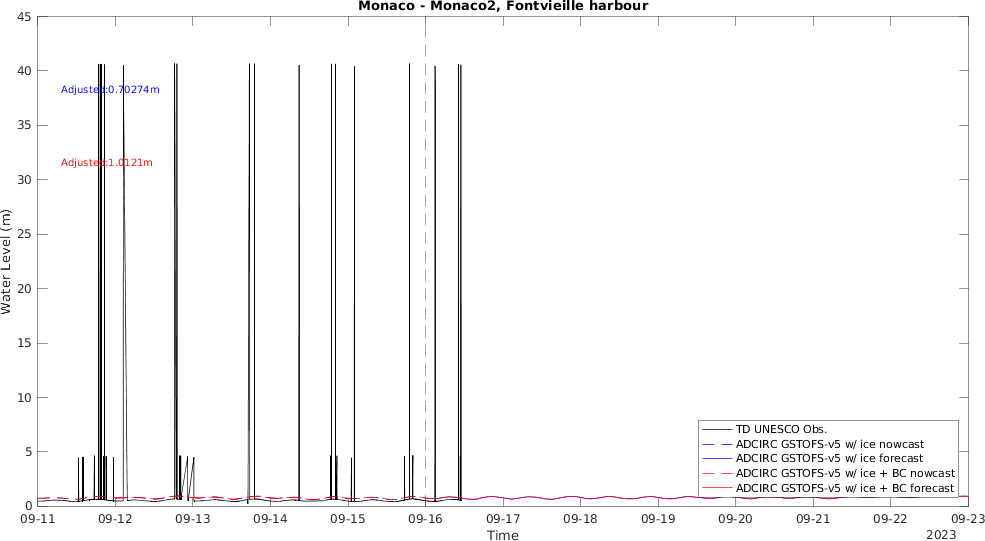 Monaco - Monaco2, Fontvieille harbour
45
40
35
30
25
20
15
10
5
0
Water Level (m)
Adjusted:0.70274m
Adjusted:1.0121m
TD UNESCO Obs.
ADCIRC GSTOFS-v5 w/ ice nowcast
ADCIRC GSTOFS-v5 w/ ice forecast
ADCIRC GSTOFS-v5 w/ ice + BC nowcast
ADCIRC GSTOFS-v5 w/ ice + BC forecast
09-11 09-12 09-13 09-14 09-15 09-16 09-17 09-18 09-19 09-20 09-21 09-22 09-23
Time
2023